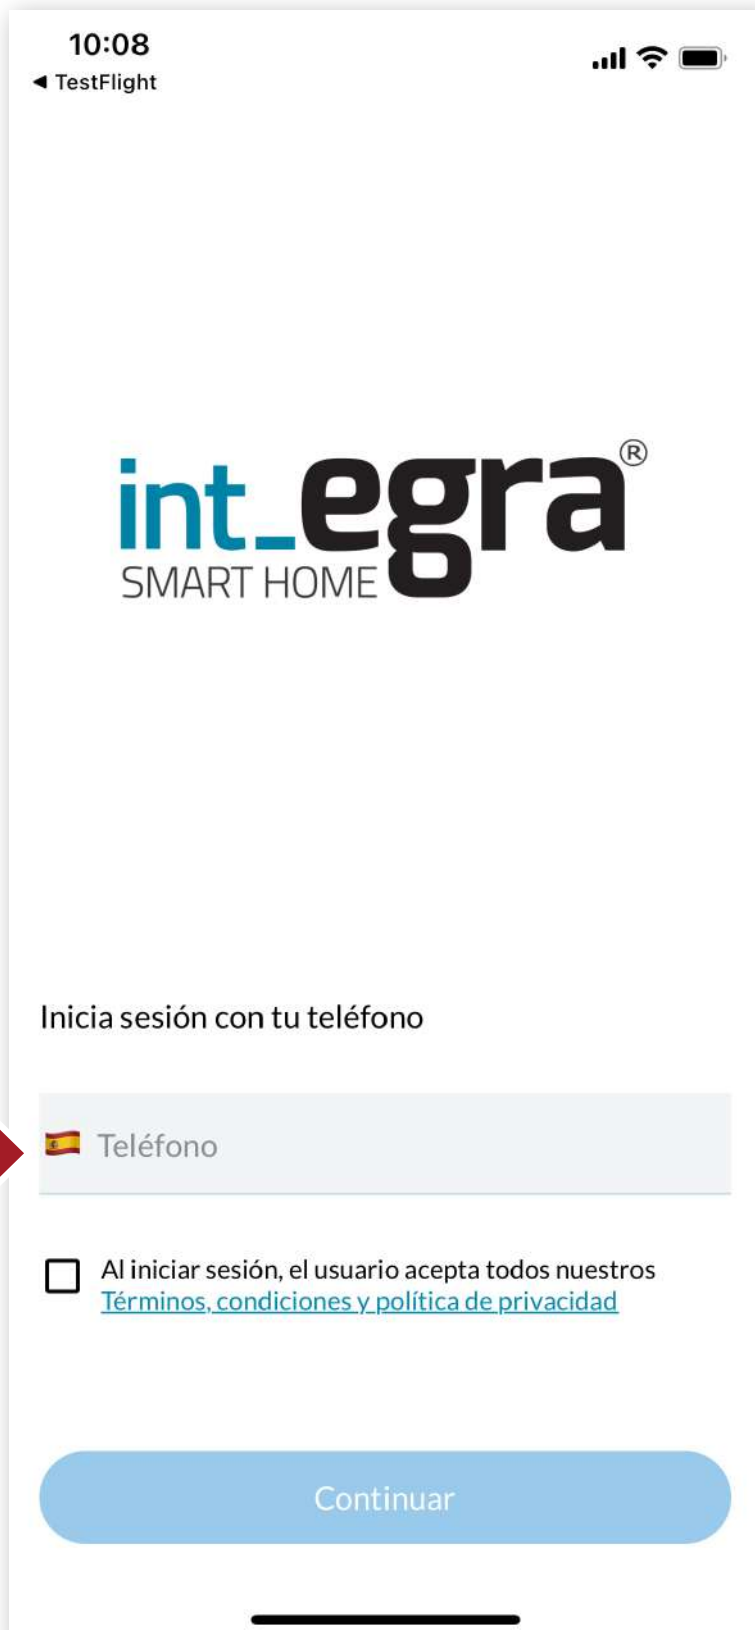 10:08
◀ TestFlight
int_egra®
SMART HOME
Inicia sesión con tu teléfono
Teléfono
Al iniciar sesión, el usuario acepta todos nuestros
Términos, condiciones y política de privacidad
Continuar